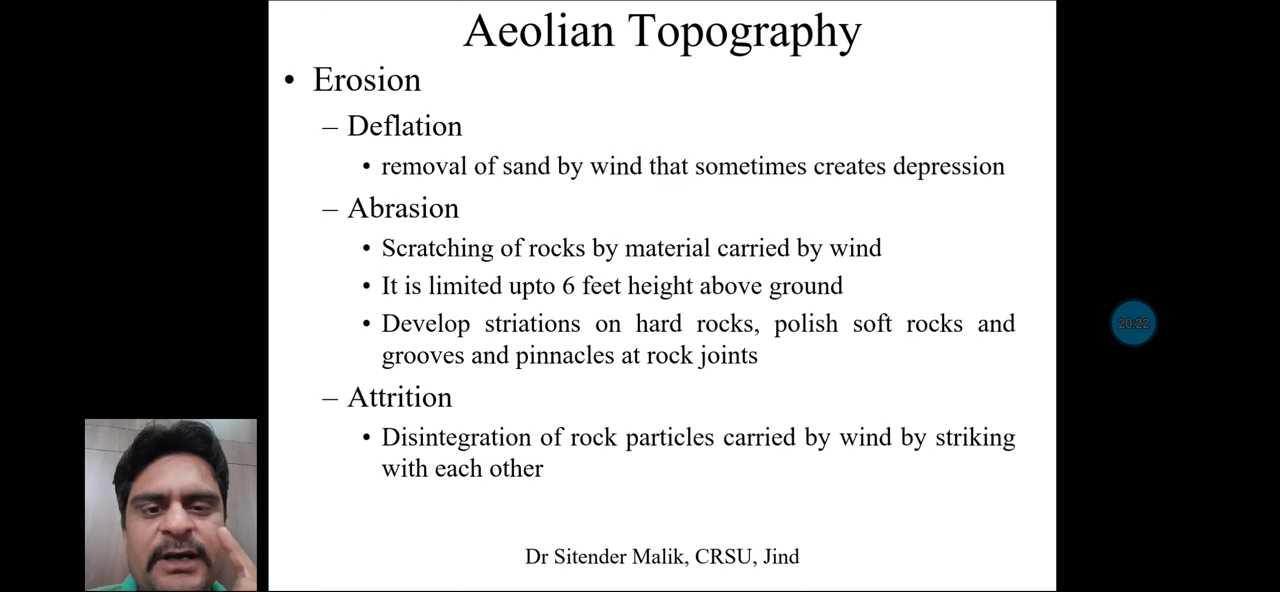 Aeolian Topography
• Erosion
– Deflation
• removal of sand by wind that sometimes creates depression
– Abrasion
• Scratching of rocks by material carried by wind
• It is limited upto 6 feet height above ground
• Develop striations on hard rocks, polish soft rocks and
grooves and pinnacles at rock joints
– Attrition
• Disintegration of rock particles carried by wind by striking
with each other
Dr Sitender Malik, CRSU, Jind
20:22